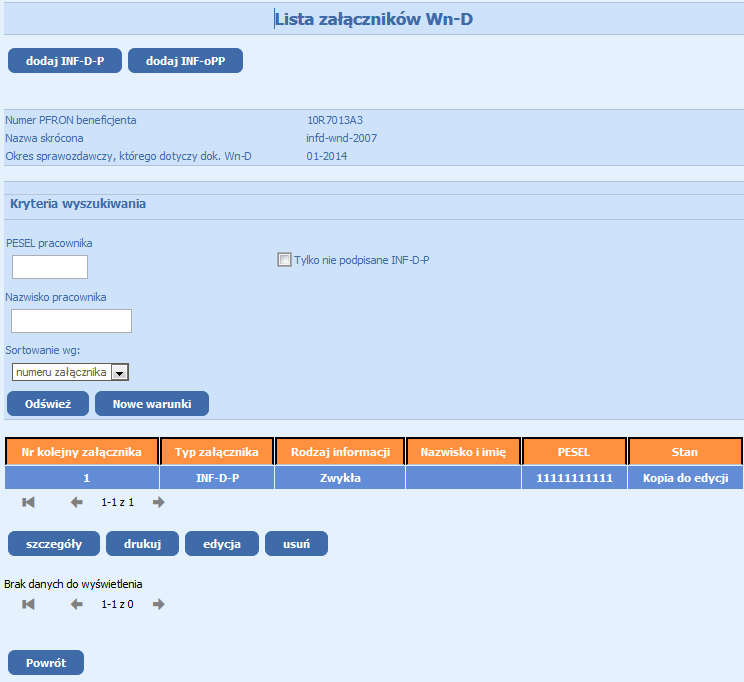 Lista załączników Wn-D
dodaj INF-D-P dodaj INF-oPP
Numer PFRON beneficjenta 10R7013A3
Nazwa skrócona infd-wnd-2007
Okres sprawozdawczy, którego dotyczy dok. Wn-D 01-2014
Kryteria wyszukiwania
PESEL pracownika
Tylko nie podpisane INF-D-P
Nazwisko pracownika
Sortowanie wg:
numeru załącznika
Odśwież Nowe warunki
Nr kolejny załącznika Typ załącznika Rodzaj informacji Nazwisko i imię PESEL Stan
1 INF-D-P Zwykła 11111111111 Kopia do edycji
1-1 z 1
szczegóły drukuj edycja usuń
Brak danych do wyświetlenia
1-1 z 0
Powrót